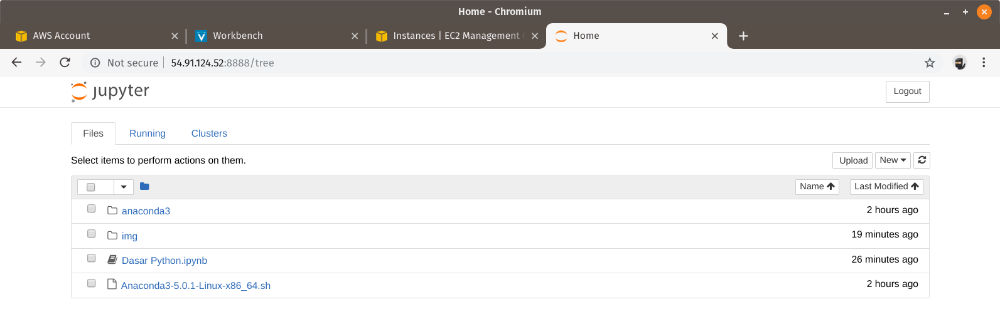 Home - Chromium
AWS Account
Workbench
Instances | EC2 Management
Home
Not secure
54.91.124.52:8888/tree
jupyter
Logout
Files
Running
Clusters
Select items to perform actions on them.
Upload
New
Name
Last Modified
anaconda3
2 hours ago
img
19 minutes ago
Dasar Python.ipynb
26 minutes ago
Anaconda3-5.0.1-Linux-x86_64.sh
2 hours ago